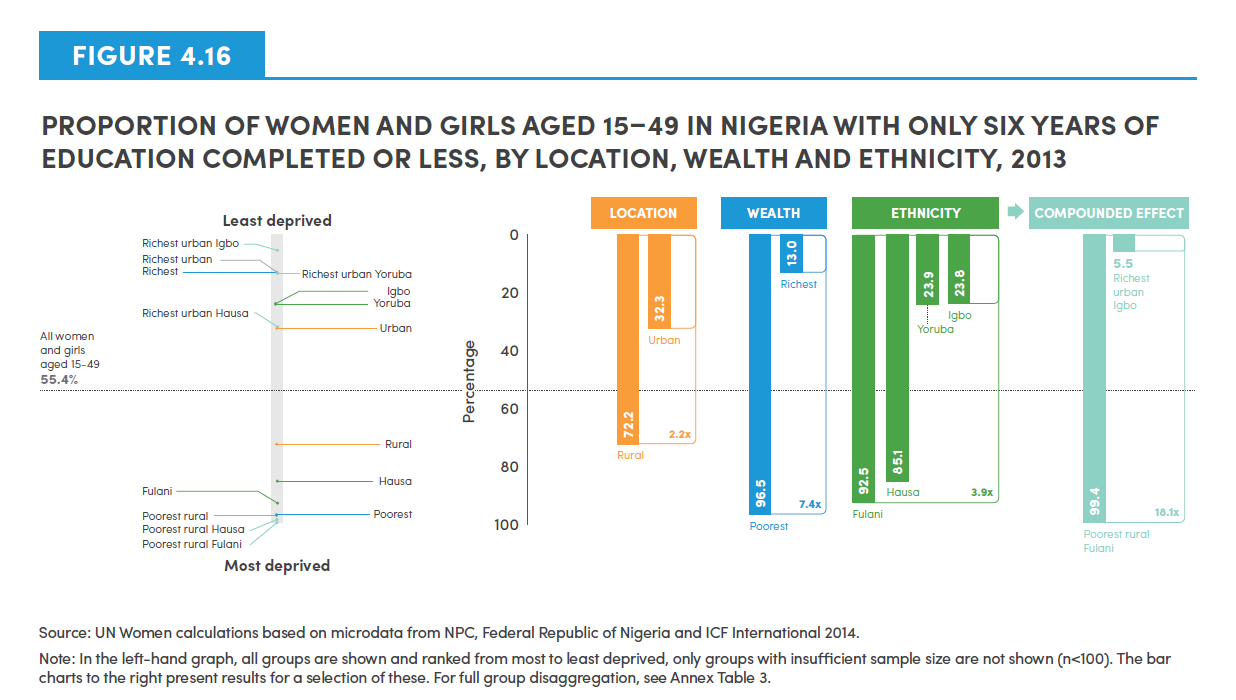 FIGURE 4.16
PROPORTION OF WOMEN AND GIRLS AGED 15–49 IN NIGERIA WITH ONLY SIX YEARS OF
EDUCATION COMPLETED OR LESS, BY LOCATION, WEALTH AND ETHNICITY, 2013
Least deprived
Richest urban Igbo
Richest urban
Richest
Richest urban Yoruba
Igbo
Yoruba
Richest urban Hausa
Urban
All women
and girls
aged 15-49
55.4%
Rural
Hausa
Fulani
Poorest rural
Poorest
Poorest rural Hausa
Poorest rural Fulani
Most deprived
Percentage
0
20
40
60
80
100
LOCATION
72.2
Rural
32.3
Urban
2.2x
WEALTH
96.5
Poorest
13.0
Richest
7.4x
ETHNICITY
92.5
Fulani
85.1
Hausa
23.9
Yoruba
23.8
Igbo
3.9x
COMPOUNDED EFFECT
99.4
Poorest rural
Fulani
5.5
Richest
urban
Igbo
18.1x
Source: UN Women calculations based on microdata from NPC, Federal Republic of Nigeria and ICF International 2014.
Note: In the left-hand graph, all groups are shown and ranked from most to least deprived, only groups with insufficient sample size are not shown (n<100). The bar
charts to the right present results for a selection of these. For full group disaggregation, see Annex Table 3.